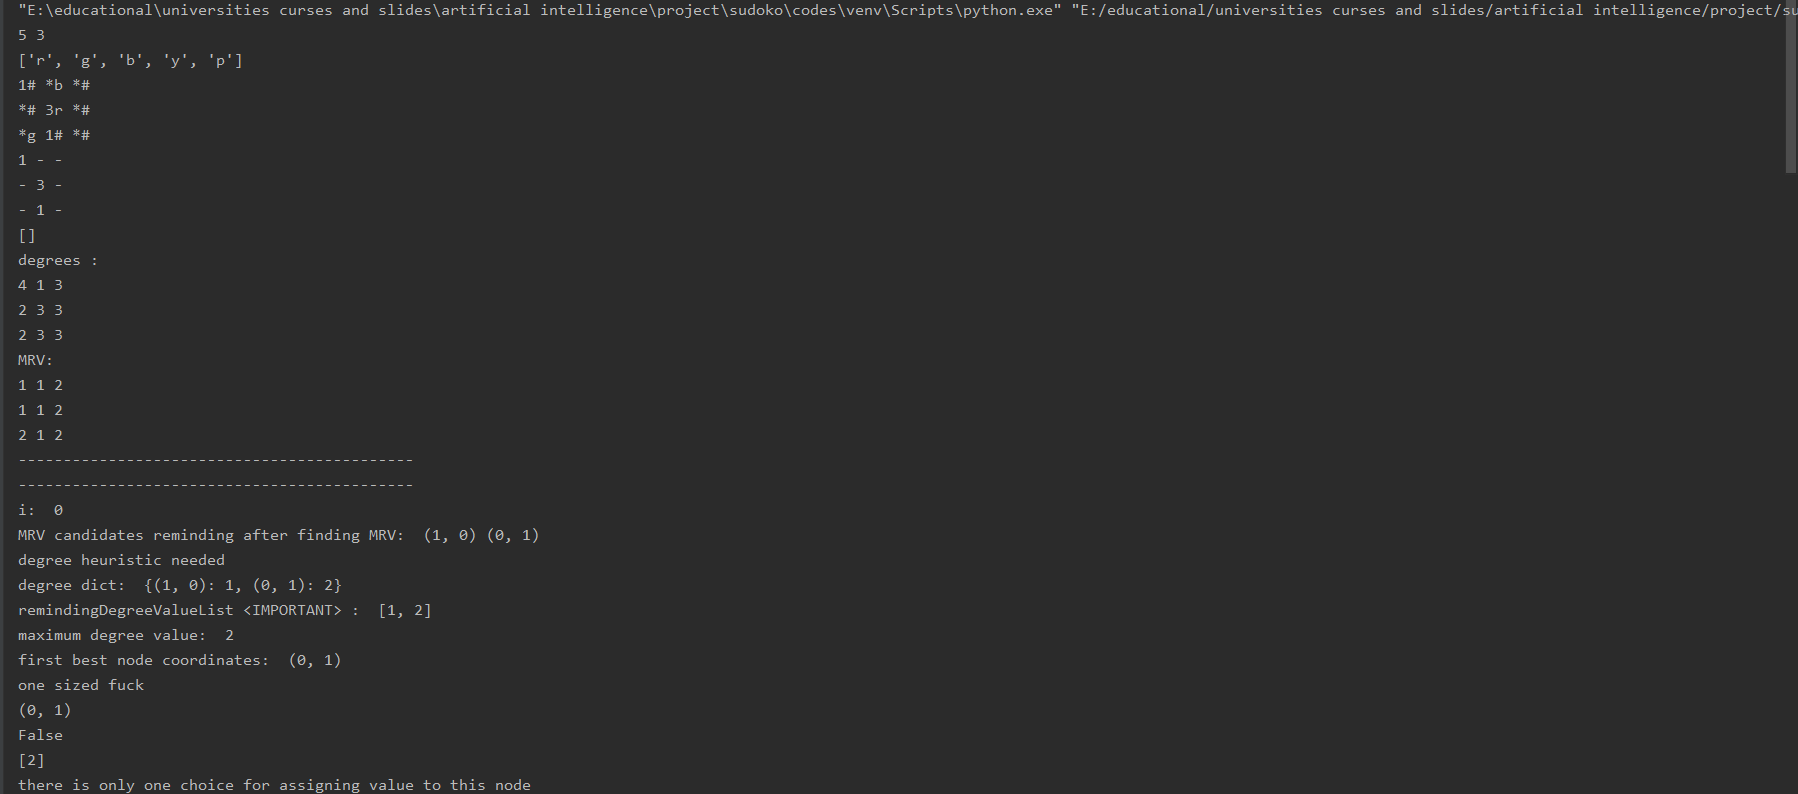 "E:\educational\universities curses and slides\artificial intelligence\project\sudoko\codes\venv\Scripts\python.exe" "E:/educational/universities curses and slides/artificial intelligence/project/su
5 3
['r', 'g', 'b', 'y', 'p']
1# *b *#
*# 3r *#
*g 1# *#
1 - -
- 3 -
- 1 -
[]
degrees :
4 1 3
2 3 3
2 3 3
MRV:
1 1 2
1 1 2
2 1 2
--------------------------------------------
--------------------------------------------
i:  0
MRV candidates reminding after finding MRV:  (1, 0) (0, 1)
degree heuristic needed
degree dict:  {(1, 0): 1, (0, 1): 2}
remindingDegreeValueList <IMPORTANT> :  [1, 2]
maximum degree value:  2
first best node coordinates:  (0, 1)
one sized fuck
(0, 1)
False
[2]
there is only one choice for assigning value to this node